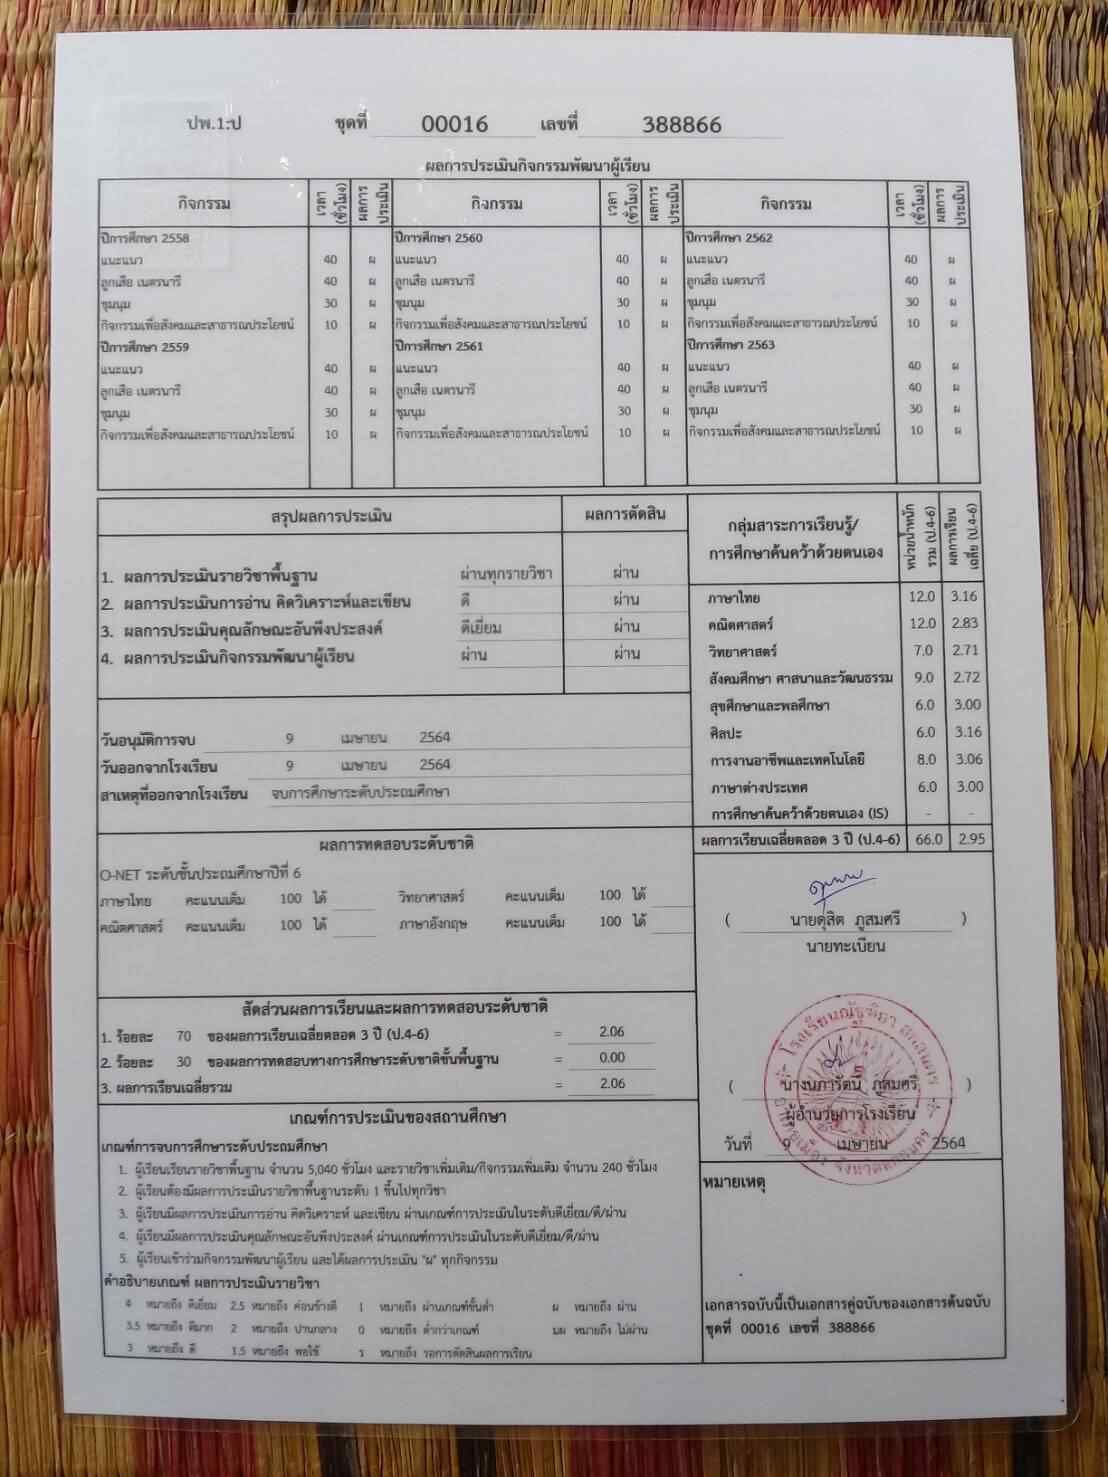 ปพ.1:ป ชุดที่ 00016 เลขที่ 388866
ผลการประเมินกิจกรรมพัฒนาผู้เรียน
กิจกรรม เวลา (ชั่วโมง) ผลการประเมิน กิจกรรม เวลา (ชั่วโมง) ผลการประเมิน กิจกรรม เวลา (ชั่วโมง) ผลการประเมิน
ปีการศึกษา 2558 ปีการศึกษา 2560 ปีการศึกษา 2562
แนะแนว 40 ผ แนะแนว 40 ผ แนะแนว 40 ผ
ลูกเสือ เนตรนารี 40 ผ ลูกเสือ เนตรนารี 40 ผ ลูกเสือ เนตรนารี 40 ผ
ชุมนุม 30 ผ ชุมนุม 30 ผ ชุมนุม 30 ผ
กิจกรรมเพื่อสังคมและสาธารณประโยชน์ 10 ผ กิจกรรมเพื่อสังคมและสาธารณประโยชน์ 10 ผ กิจกรรมเพื่อสังคมและสาธารณประโยชน์ 10 ผ
ปีการศึกษา 2559 ปีการศึกษา 2561 ปีการศึกษา 2563
แนะแนว 40 ผ แนะแนว 40 ผ แนะแนว 40 ผ
ลูกเสือ เนตรนารี 40 ผ ลูกเสือ เนตรนารี 40 ผ ลูกเสือ เนตรนารี 40 ผ
ชุมนุม 30 ผ ชุมนุม 30 ผ ชุมนุม 30 ผ
กิจกรรมเพื่อสังคมและสาธารณประโยชน์ 10 ผ กิจกรรมเพื่อสังคมและสาธารณประโยชน์ 10 ผ กิจกรรมเพื่อสังคมและสาธารณประโยชน์ 10 ผ
สรุปผลการประเมิน ผลการตัดสิน
1. ผลการประเมินรายวิชาพื้นฐาน ผ่านทุกรายวิชา ผ่าน
2. ผลการประเมินการอ่าน คิดวิเคราะห์และเขียน ดี ผ่าน
3. ผลการประเมินคุณลักษณะอันพึงประสงค์ ดีเยี่ยม ผ่าน
4. ผลการประเมินกิจกรรมพัฒนาผู้เรียน ผ่าน ผ่าน
วันอนุมัติการจบ 9 เมษายน 2564
วันออกจากโรงเรียน 9 เมษายน 2564
สาเหตุที่ออกจากโรงเรียน จบการศึกษาระดับประถมศึกษา
กลุ่มสาระการเรียนรู้/
การศึกษาค้นคว้าด้วยตนเอง
หน่วยน้ำหนัก รวม (ป.4-6)
ผลการเรียน เฉลี่ย (ป.4-6)
ภาษาไทย 12.0 3.16
คณิตศาสตร์ 12.0 2.83
วิทยาศาสตร์ 7.0 2.71
สังคมศึกษา ศาสนาและวัฒนธรรม 9.0 2.72
สุขศึกษาและพลศึกษา 6.0 3.00
ศิลปะ 6.0 3.16
การงานอาชีพและเทคโนโลยี 8.0 3.06
ภาษาต่างประเทศ 6.0 3.00
การศึกษาค้นคว้าด้วยตนเอง (IS) - -
ผลการเรียนเฉลี่ยตลอด 3 ปี (ป.4-6) 66.0 2.95
ผลการทดสอบระดับชาติ
O-NET ระดับชั้นประถมศึกษาปีที่ 6
ภาษาไทย คะแนนเต็ม 100 ได้ วิทยาศาสตร์ คะแนนเต็ม 100 ได้
คณิตศาสตร์ คะแนนเต็ม 100 ได้ ภาษาอังกฤษ คะแนนเต็ม 100 ได้
สัดส่วนผลการเรียนและผลการทดสอบระดับชาติ
1. ร้อยละ 70 ของผลการเรียนเฉลี่ยตลอด 3 ปี (ป.4-6) = 2.06
2. ร้อยละ 30 ของผลการทดสอบทางการศึกษาระดับชาติขั้นพื้นฐาน = 0.00
3. ผลการเรียนเฉลี่ยรวม = 2.06
เกณฑ์การประเมินของสถานศึกษา
เกณฑ์การจบการศึกษาระดับประถมศึกษา
1. ผู้เรียนเรียนรายวิชาพื้นฐาน จำนวน 5,040 ชั่วโมง และรายวิชาเพิ่มเติม/กิจกรรมเพิ่มเติม จำนวน 240 ชั่วโมง
2. ผู้เรียนต้องมีผลการประเมินรายวิชาพื้นฐานระดับ 1 ขึ้นไปทุกวิชา
3. ผู้เรียนมีผลการประเมินการอ่าน คิดวิเคราะห์ และเขียน ผ่านเกณฑ์การประเมินในระดับดีเยี่ยม/ดี/ผ่าน
4. ผู้เรียนมีผลการประเมินคุณลักษณะอันพึงประสงค์ ผ่านเกณฑ์การประเมินในระดับดีเยี่ยม/ดี/ผ่าน
5. ผู้เรียนเข้าร่วมกิจกรรมพัฒนาผู้เรียน และได้ผลการประเมิน "ผ" ทุกกิจกรรม
คำอธิบายเกณฑ์ ผลการประเมินรายวิชา
4 หมายถึง ดีเยี่ยม 2.5 หมายถึง ค่อนข้างดี 1 หมายถึง ผ่านเกณฑ์ขั้นต่ำ ผ หมายถึง ผ่าน
3.5 หมายถึง ดีมาก 2 หมายถึง ปานกลาง 0 หมายถึง ต่ำกว่าเกณฑ์ มผ หมายถึง ไม่ผ่าน
3 หมายถึง ดี 1.5 หมายถึง พอใช้ ร หมายถึง รอการตัดสินผลการเรียน
( นายดุสิต ภูสมศรี )
นายทะเบียน
( นางนภารัตน์ ภูสมศรี )
ผู้อำนวยการโรงเรียน
วันที่ 9 เมษายน 2564
หมายเหตุ
เอกสารฉบับนี้เป็นเอกสารคู่ฉบับของเอกสารต้นฉบับ
ชุดที่ 00016 เลขที่ 388866